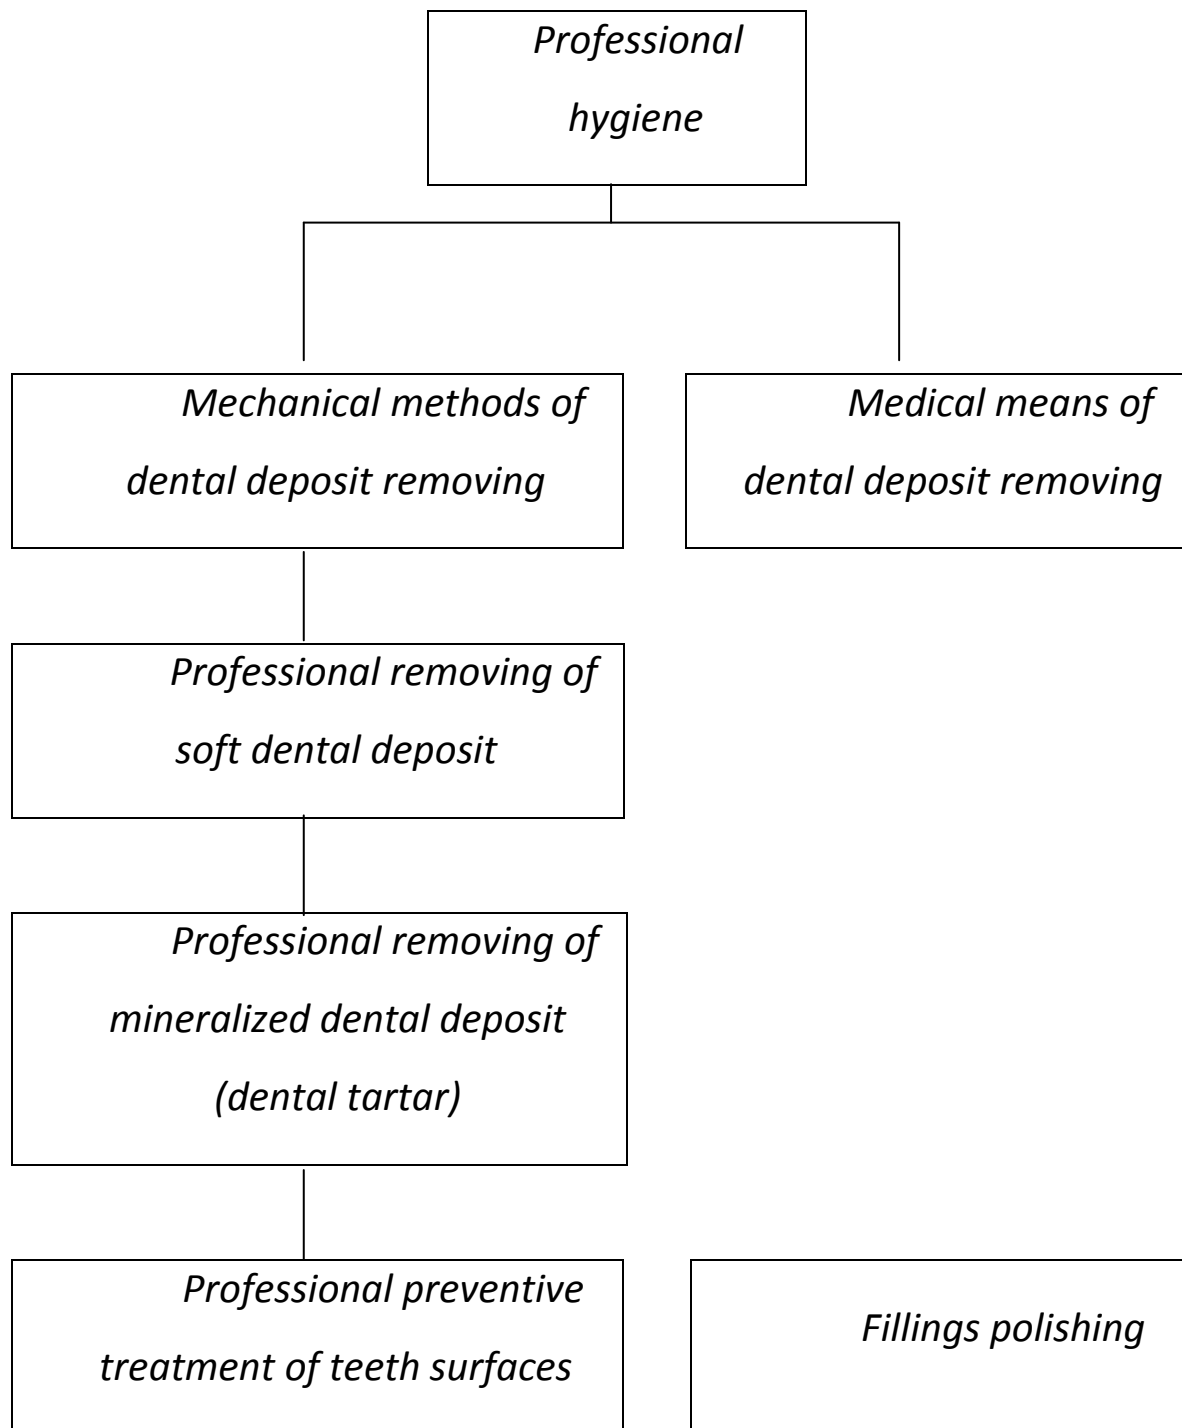 Professional
hygiene
Mechanical methods of
dental deposit removing
Medical means of
dental deposit removing
Professional removing of
soft dental deposit
Professional removing of
mineralized dental deposit
(dental tartar)
Professional preventive
treatment of teeth surfaces
Fillings polishing